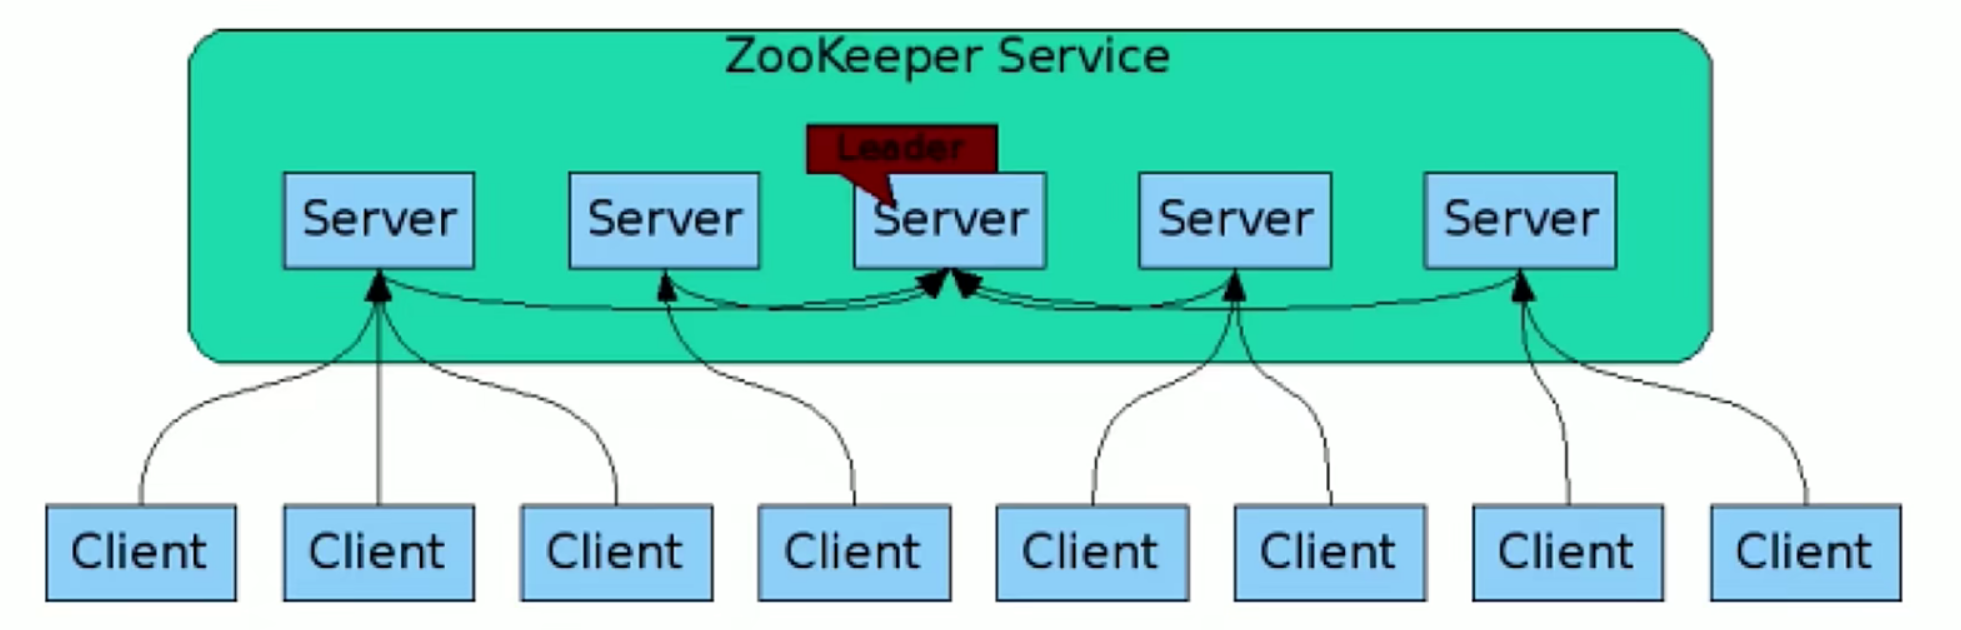 ZooKeeper Service
Leader
Server Server Server Server Server
Client Client Client Client Client Client Client Client